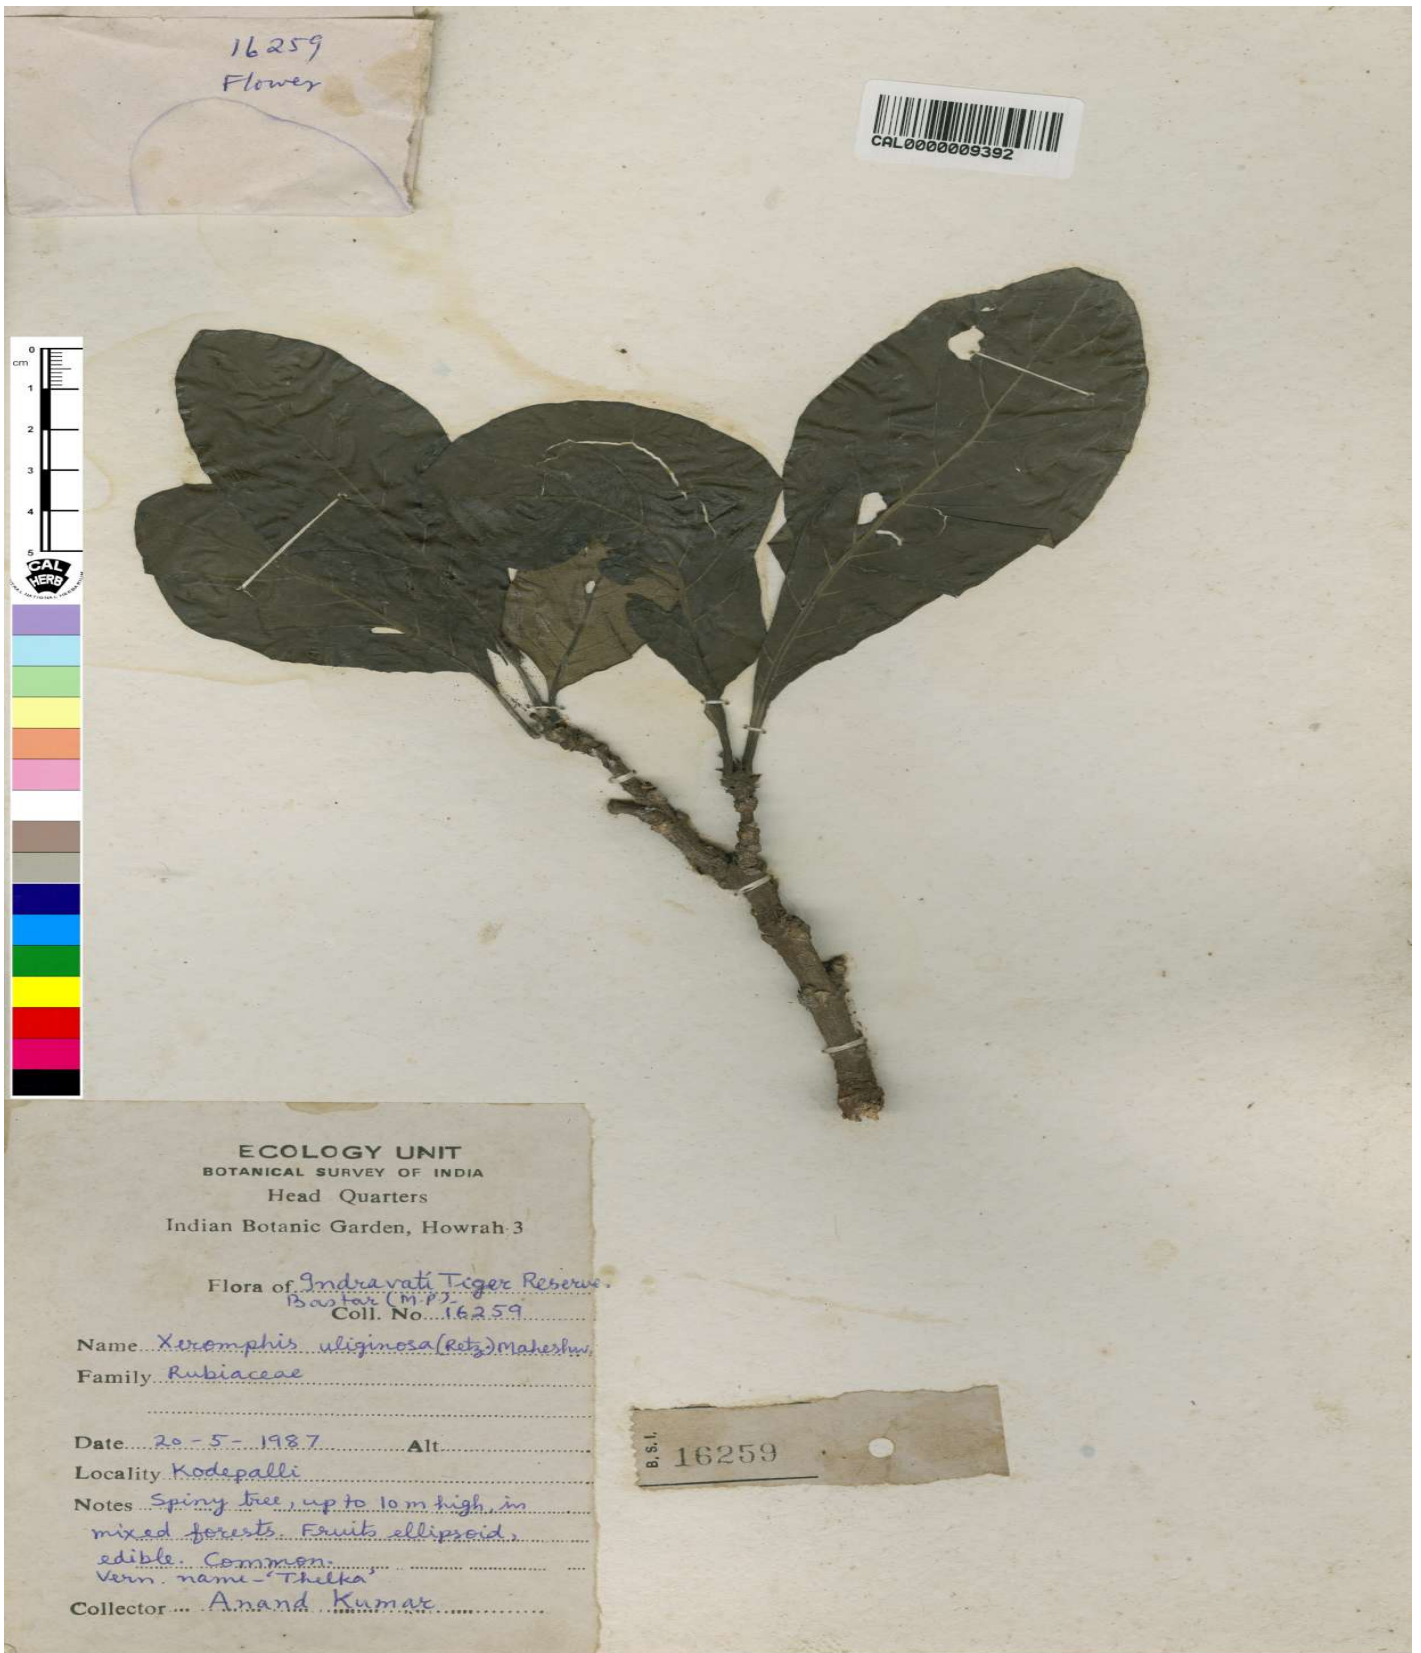 16259
Flower
CAL0000009392
0
cm
1
2
3
4
5
CAL
HERB
ECOLOGY UNIT
BOTANICAL SURVEY OF INDIA
Head Quarters
Indian Botanic Garden, Howrah-3
Flora of Indravati Tiger Reserve.
Bastar (M.P.)
Coll. No. 16259
Name Xeromphis uliginosa (Retz.) Maheshw.
Family Rubiaceae
Date 20-5-1987 Alt
Locality Kodepalli
Notes Spiny tree, up to 10 m high, in
mixed forests. Fruits ellipsoid,
edible. Common.
Vern. name - 'Thelka'
Collector Anand Kumar
B. S. I.
16259